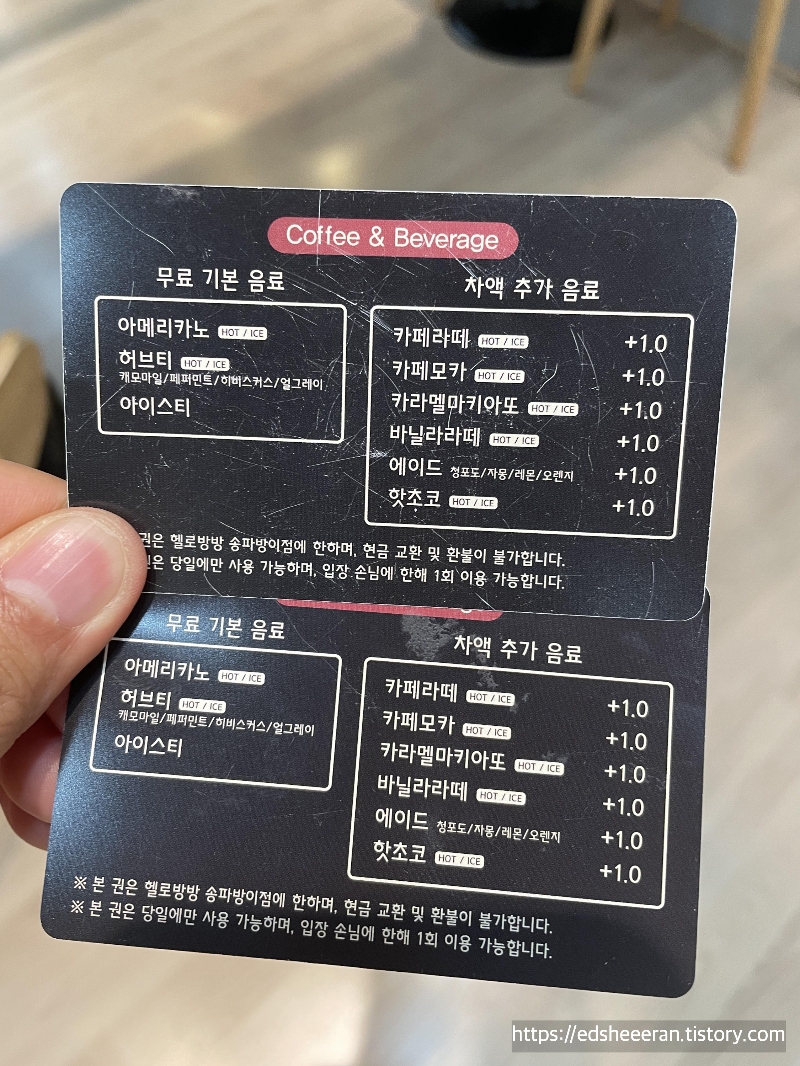 Coffee & Beverage
무료 기본 음료
아메리카노 HOT / ICE
허브티 HOT / ICE
캐모마일/페퍼민트/히비스커스/얼그레이
아이스티
차액 추가 음료
카페라떼 HOT / ICE +1.0
카페모카 HOT / ICE +1.0
카라멜마키아또 HOT / ICE +1.0
바닐라라떼 HOT / ICE +1.0
에이드 청포도/자몽/레몬/오렌지 +1.0
핫초코 HOT / ICE +1.0
권은 헬로방방 송파방이점에 한하며, 현금 교환 및 환불이 불가합니다.
은 당일에만 사용 가능하며, 입장 손님에 한해 1회 이용 가능합니다.
무료 기본 음료
아메리카노 HOT / ICE
허브티 HOT / ICE
캐모마일/페퍼민트/히비스커스/얼그레이
아이스티
차액 추가 음료
카페라떼 HOT / ICE +1.0
카페모카 HOT / ICE +1.0
카라멜마키아또 HOT / ICE +1.0
바닐라라떼 HOT / ICE +1.0
에이드 청포도/자몽/레몬/오렌지 +1.0
핫초코 HOT / ICE +1.0
※ 본 권은 헬로방방 송파방이점에 한하며, 현금 교환 및 환불이 불가합니다.
※ 본 권은 당일에만 사용 가능하며, 입장 손님에 한해 1회 이용 가능합니다.
https://edsheeeran.tistory.com